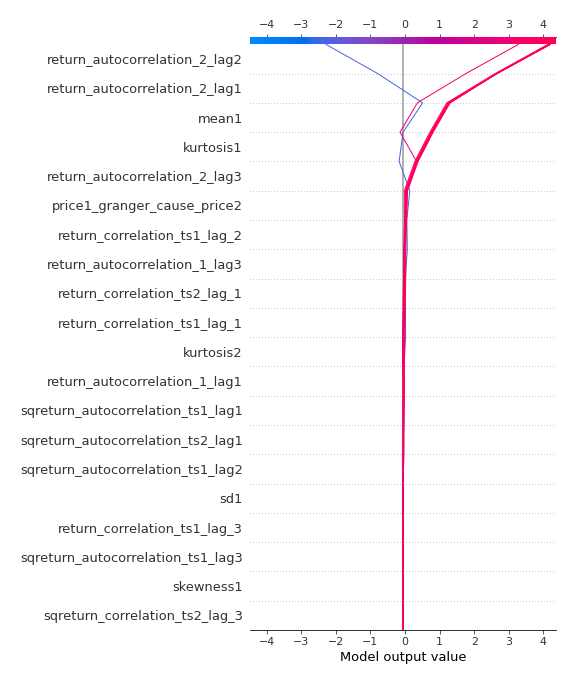 −4 −3 −2 −1 0 1 2 3 4
return_autocorrelation_2_lag2
return_autocorrelation_2_lag1
mean1
kurtosis1
return_autocorrelation_2_lag3
price1_granger_cause_price2
return_correlation_ts1_lag_2
return_autocorrelation_1_lag3
return_correlation_ts2_lag_1
return_correlation_ts1_lag_1
kurtosis2
return_autocorrelation_1_lag1
sqreturn_autocorrelation_ts1_lag1
sqreturn_autocorrelation_ts2_lag1
sqreturn_autocorrelation_ts1_lag2
sd1
return_correlation_ts1_lag_3
sqreturn_autocorrelation_ts1_lag3
skewness1
sqreturn_correlation_ts2_lag_3
−4 −3 −2 −1 0 1 2 3 4
Model output value